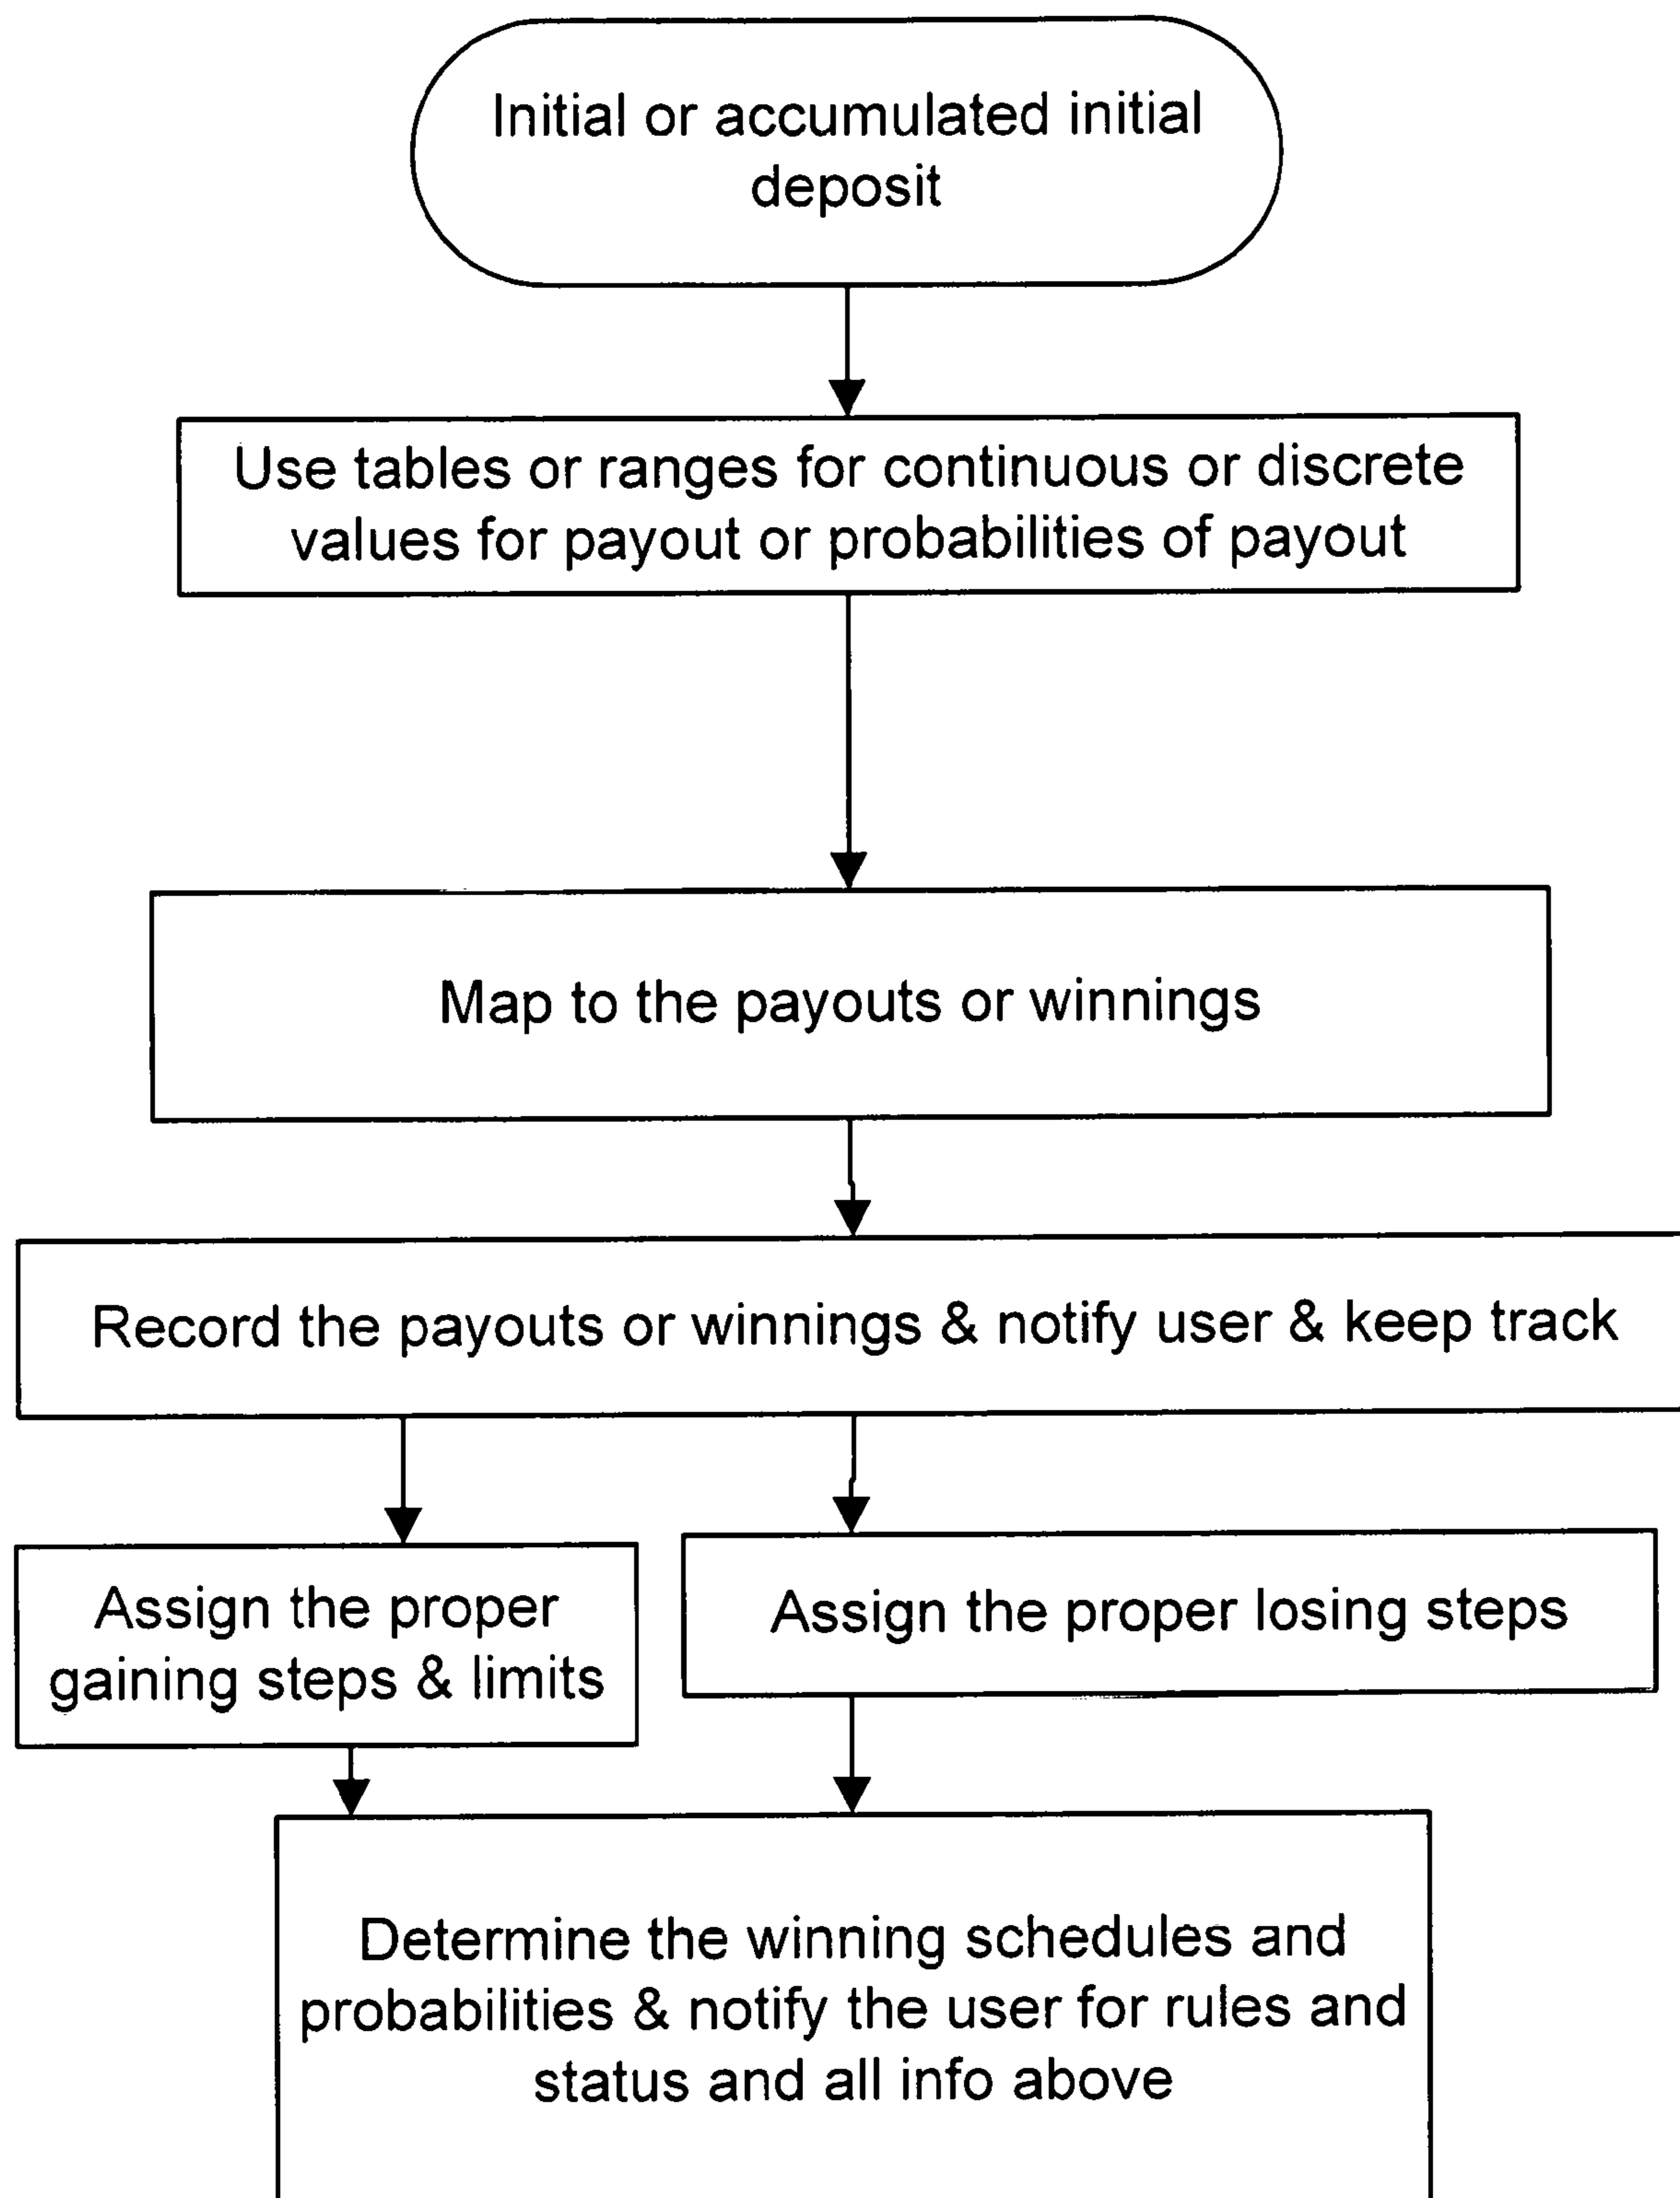 Initial or accumulated initial
deposit
Use tables or ranges for continuous or discrete
values for payout or probabilities of payout
Map to the payouts or winnings
Record the payouts or winnings & notify user & keep track
Assign the proper
gaining steps & limits
Assign the proper losing steps
Determine the winning schedules and
probabilities & notify the user for rules and
status and all info above